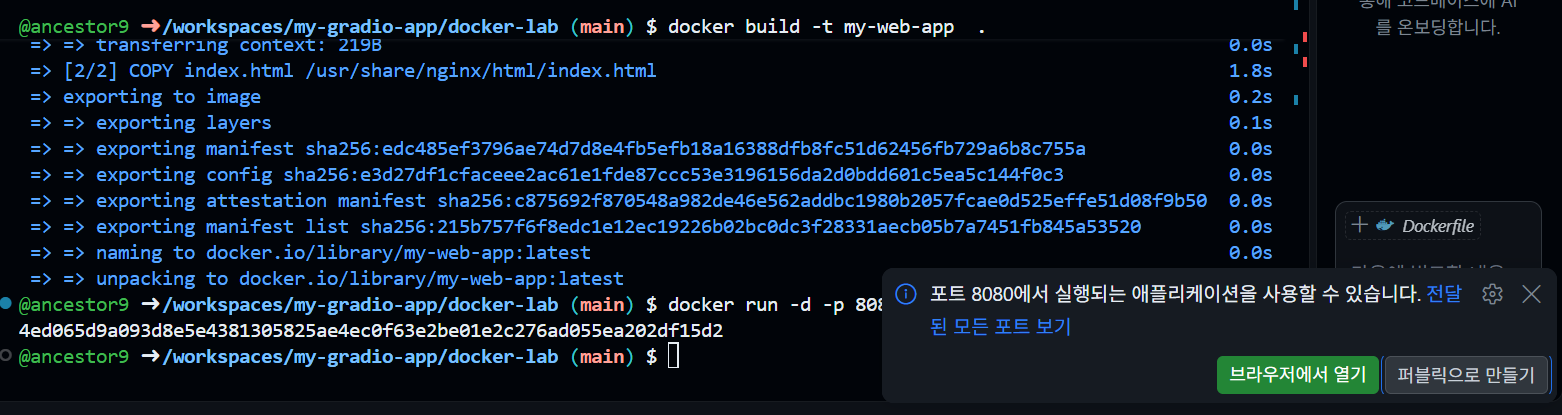 @ancestor9 ➜/workspaces/my-gradio-app/docker-lab (main) $ docker build -t my-web-app  .
=> => transferring context: 219B 0.0s
=> [2/2] COPY index.html /usr/share/nginx/html/index.html 1.8s
=> exporting to image 0.2s
=> => exporting layers 0.1s
=> => exporting manifest sha256:edc485ef3796ae74d7d8e4fb5efb18a16388dfb8fc51d62456fb729a6b8c755a 0.0s
=> => exporting config sha256:e3d27df1cfaceee2ac61e1fde87ccc53e3196156da2d0bdd601c5ea5c144f0c3 0.0s
=> => exporting attestation manifest sha256:c875692f870548a982de46e562addbc1980b2057fcae0d525effe51d08f9b50 0.0s
=> => exporting manifest list sha256:215b757f6f8edc1e12ec19226b02bc0dc3f28331aecb05b7a7451fb845a53520 0.0s
=> => naming to docker.io/library/my-web-app:latest 0.0s
=> => unpacking to docker.io/library/my-web-app:latest
@ancestor9 ➜/workspaces/my-gradio-app/docker-lab (main) $ docker run -d -p 808
4ed065d9a093d8e5e4381305825ae4ec0f63e2be01e2c276ad055ea202df15d2
@ancestor9 ➜/workspaces/my-gradio-app/docker-lab (main) $
를 온보딩합니다.
Dockerfile
포트 8080에서 실행되는 애플리케이션을 사용할 수 있습니다. 전달
된 모든 포트 보기
브라우저에서 열기
퍼블릭으로 만들기